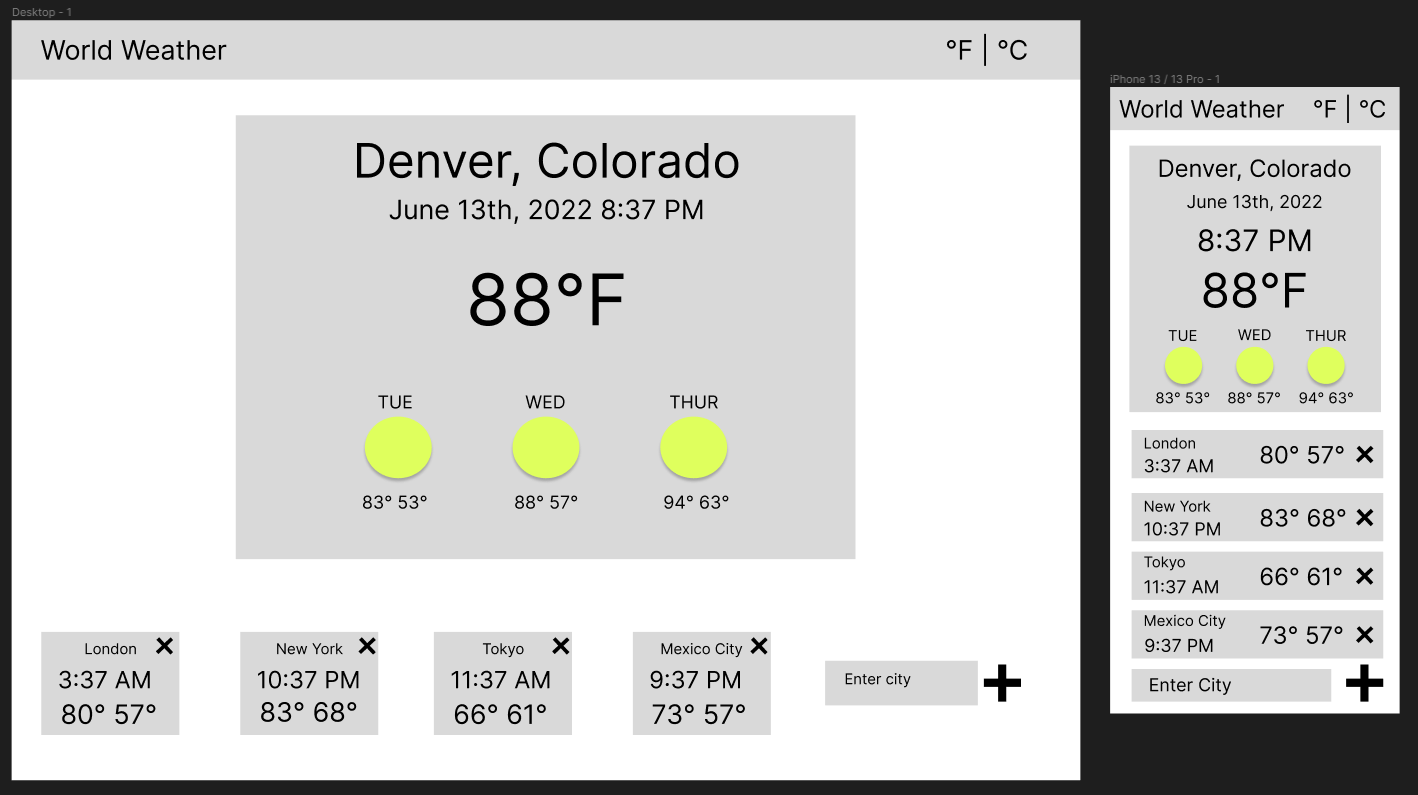 Desktop - 1
World Weather
°F | °C
Denver, Colorado
June 13th, 2022 8:37 PM
88°F
TUE WED THUR
83° 53° 88° 57° 94° 63°
London
3:37 AM
80° 57°
New York
10:37 PM
83° 68°
Tokyo
11:37 AM
66° 61°
Mexico City
9:37 PM
73° 57°
Enter city
iPhone 13 / 13 Pro - 1
World Weather °F | °C
Denver, Colorado
June 13th, 2022
8:37 PM
88°F
TUE WED THUR
83° 53° 88° 57° 94° 63°
London
3:37 AM
80° 57°
New York
10:37 PM
83° 68°
Tokyo
11:37 AM
66° 61°
Mexico City
9:37 PM
73° 57°
Enter City